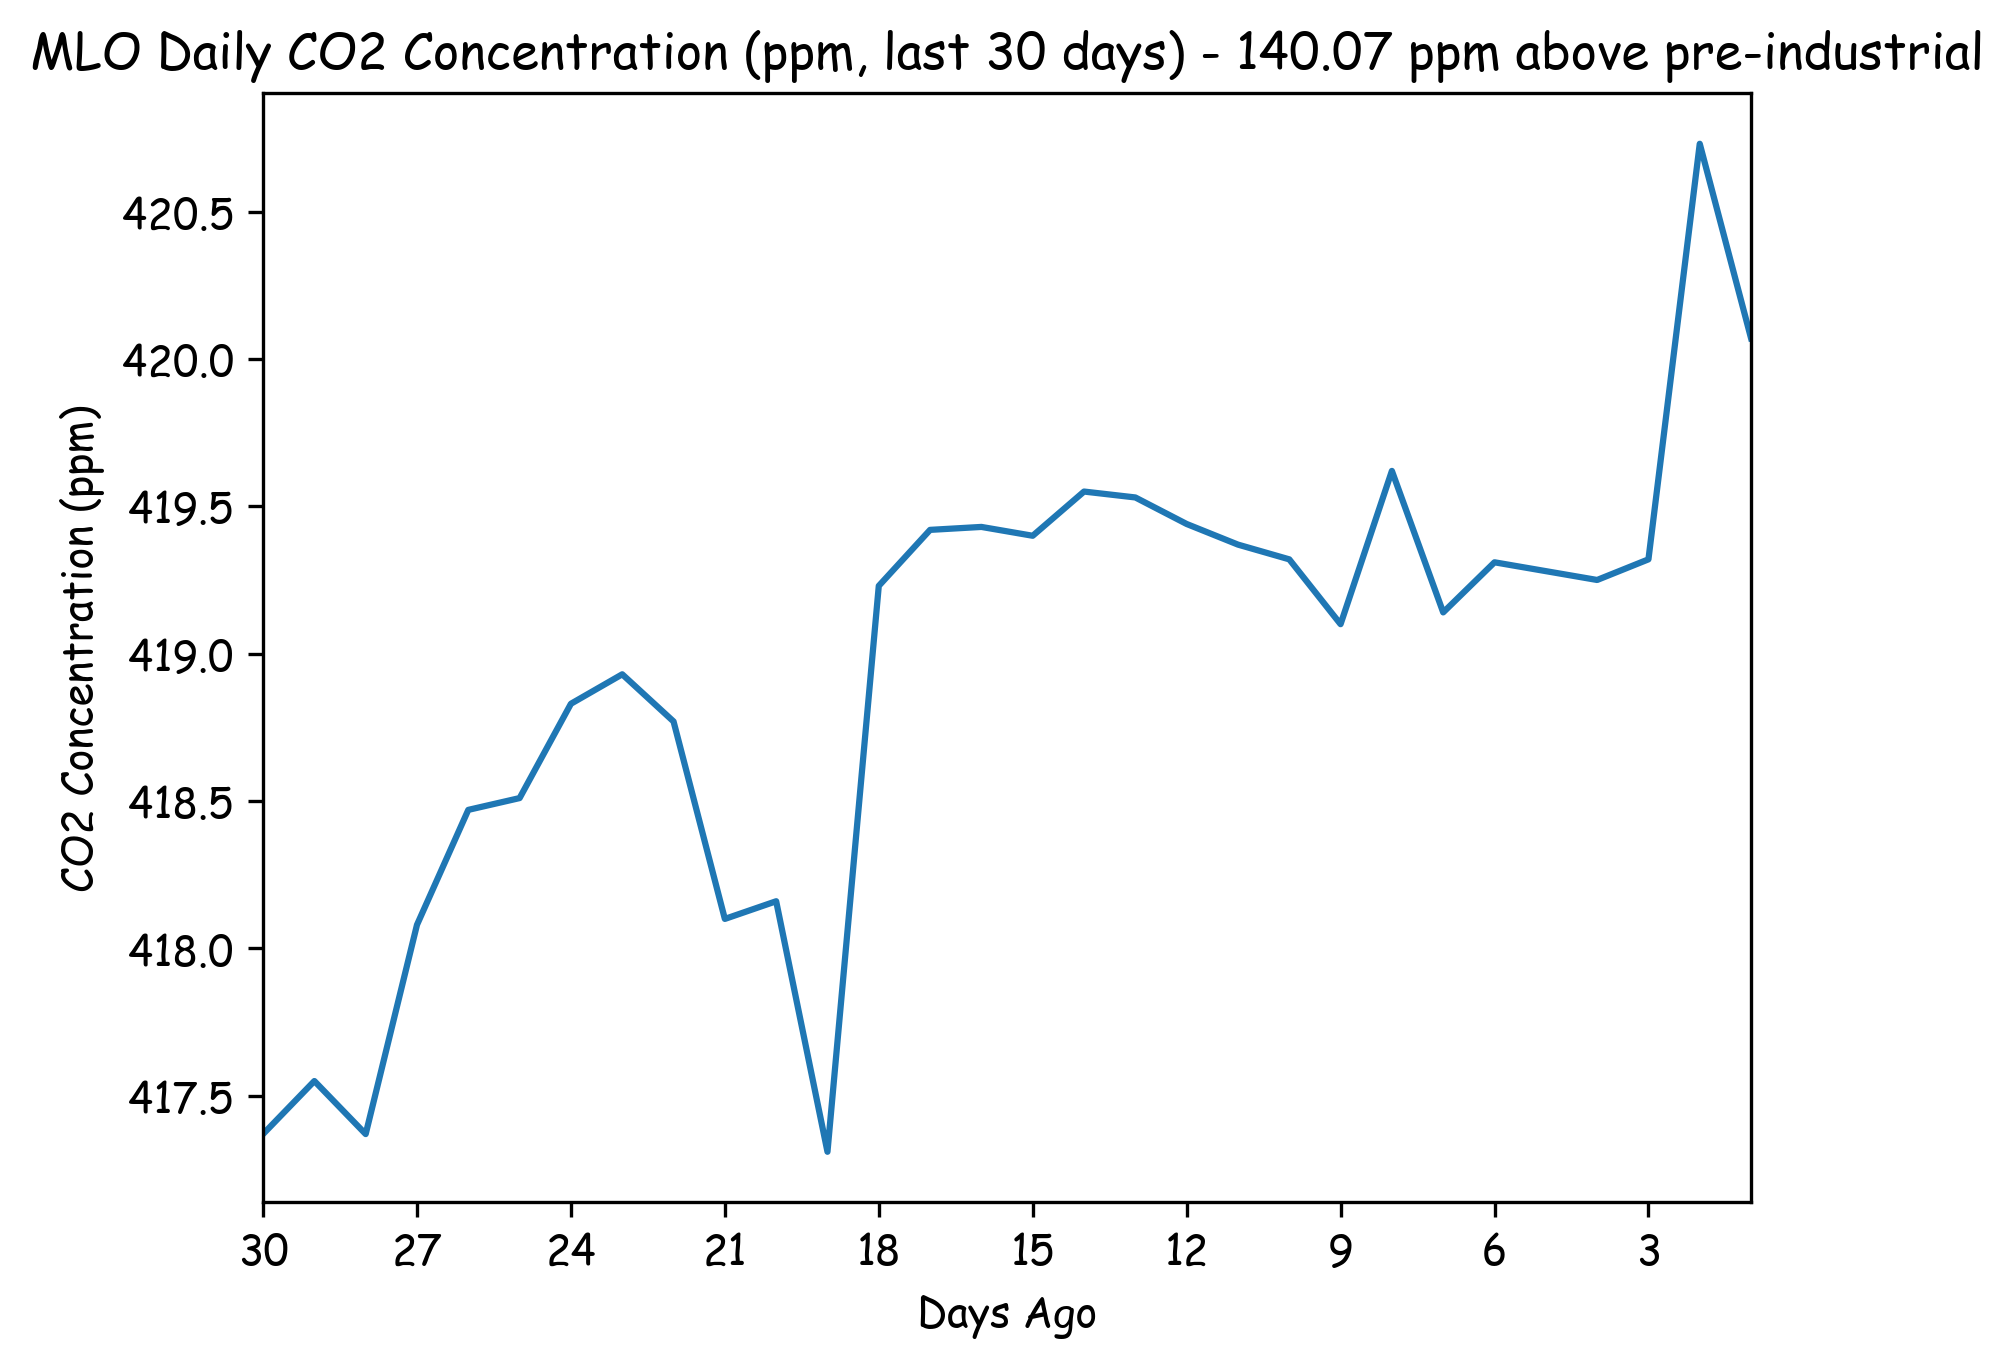 MLO Daily CO2 Concentration (ppm, last 30 days) - 140.07 ppm above pre-industrial
CO2 Concentration (ppm)
420.5
420.0
419.5
419.0
418.5
418.0
417.5
30 27 24 21 18 15 12 9 6 3
Days Ago